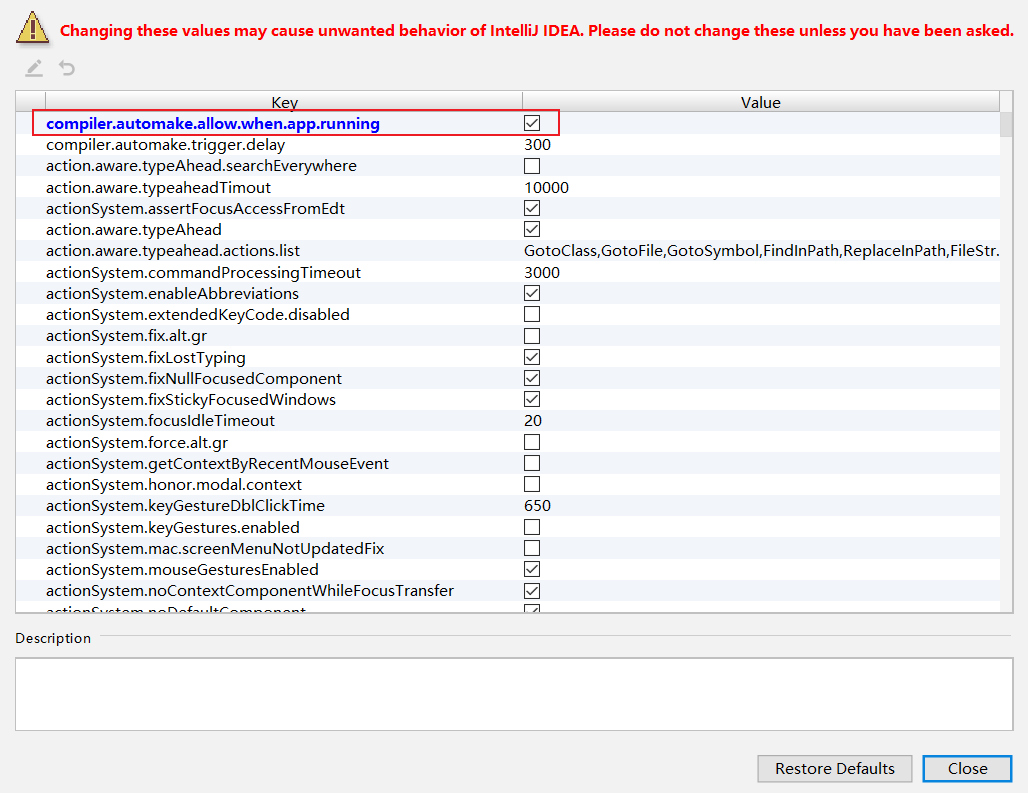 Changing these values may cause unwanted behavior of IntelliJ IDEA. Please do not change these unless you have been asked.
Key Value
compiler.automake.allow.when.app.running
compiler.automake.trigger.delay 300
action.aware.typeAhead.searchEverywhere
action.aware.typeaheadTimout 10000
actionSystem.assertFocusAccessFromEdt
action.aware.typeAhead
action.aware.typeahead.actions.list GotoClass,GotoFile,GotoSymbol,FindInPath,ReplaceInPath,FileStr.
actionSystem.commandProcessingTimeout 3000
actionSystem.enableAbbreviations
actionSystem.extendedKeyCode.disabled
actionSystem.fix.alt.gr
actionSystem.fixLostTyping
actionSystem.fixNullFocusedComponent
actionSystem.fixStickyFocusedWindows
actionSystem.focusIdleTimeout 20
actionSystem.force.alt.gr
actionSystem.getContextByRecentMouseEvent
actionSystem.honor.modal.context
actionSystem.keyGestureDblClickTime 650
actionSystem.keyGestures.enabled
actionSystem.mac.screenMenuNotUpdatedFix
actionSystem.mouseGesturesEnabled
actionSystem.noContextComponentWhileFocusTransfer
actionSystem.noDefaultComponent
Description
Restore Defaults Close